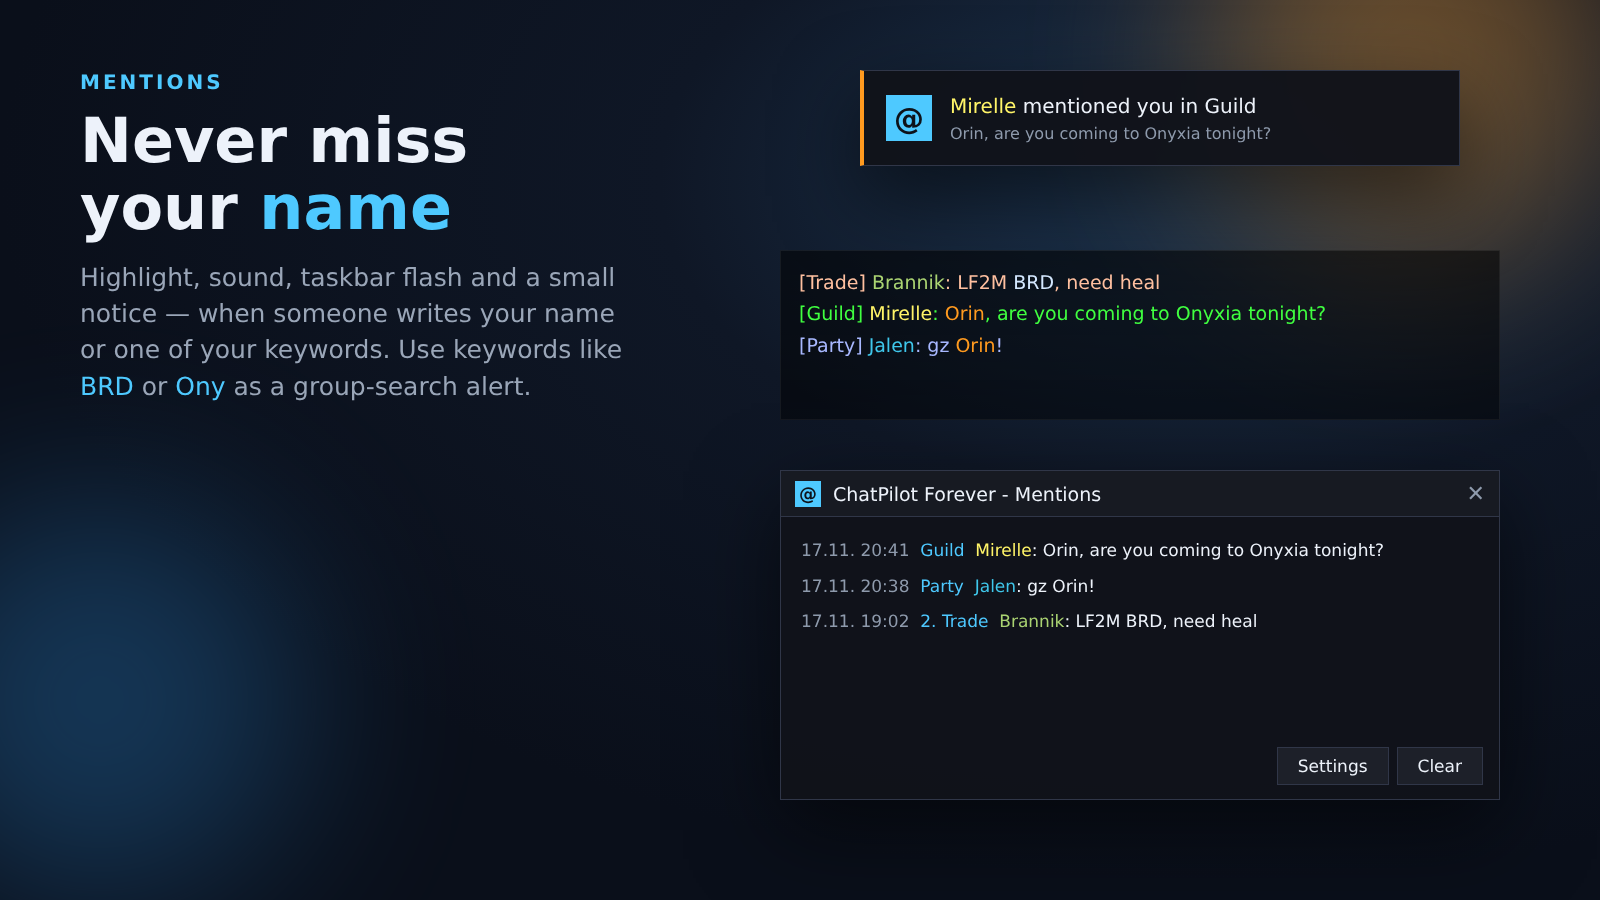 MENTIONS
Never miss
your name
Highlight, sound, taskbar flash and a small
notice — when someone writes your name
or one of your keywords. Use keywords like
BRD or Ony as a group-search alert.
@
Mirelle mentioned you in Guild
Orin, are you coming to Onyxia tonight?
[Trade] Brannik: LF2M BRD, need heal
[Guild] Mirelle: Orin, are you coming to Onyxia tonight?
[Party] Jalen: gz Orin!
@ ChatPilot Forever - Mentions ✕
17.11. 20:41 Guild Mirelle: Orin, are you coming to Onyxia tonight?
17.11. 20:38 Party Jalen: gz Orin!
17.11. 19:02 2. Trade Brannik: LF2M BRD, need heal
Settings Clear